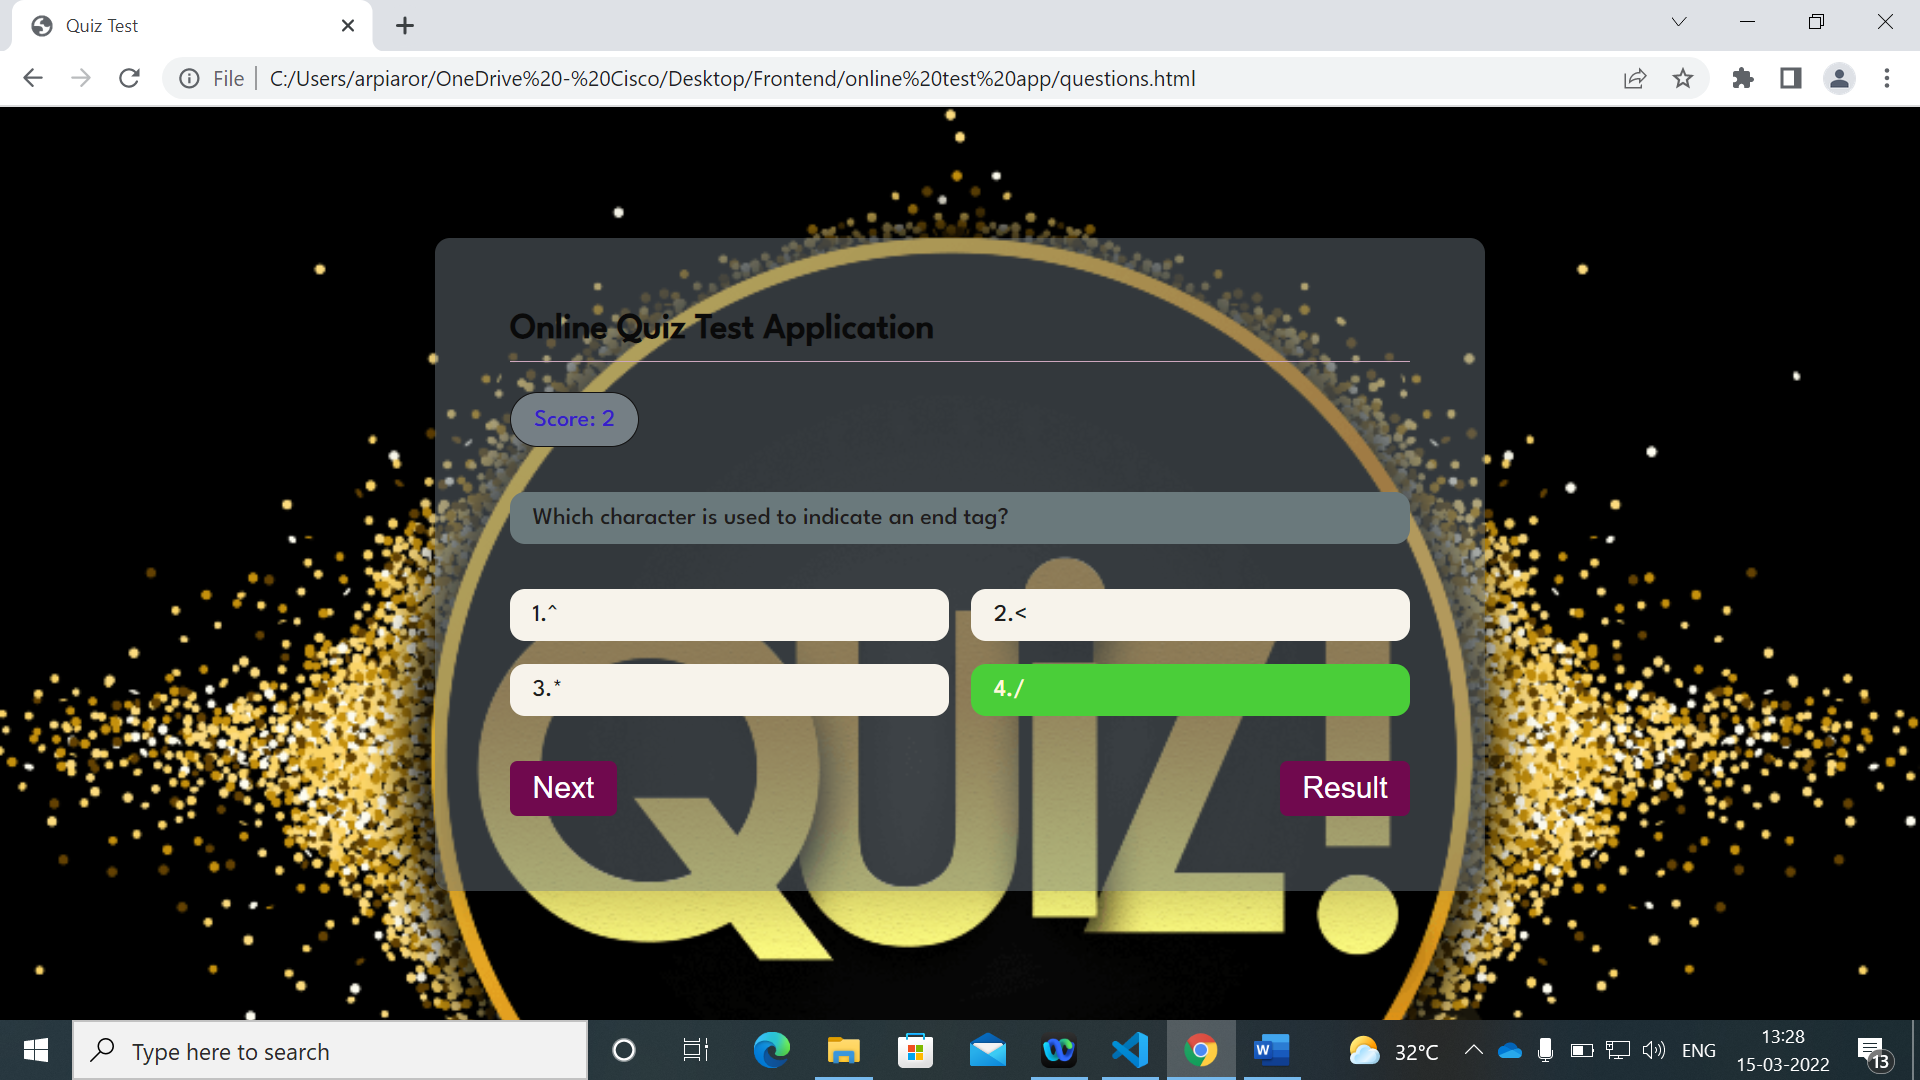 Quiz Test
File
C:/Users/arpiaror/OneDrive%20-%20Cisco/Desktop/Frontend/online%20test%20app/questions.html
Online Quiz Test Application
Score: 2
Which character is used to indicate an end tag?
1.^
2.<
3.*
4./
Next
Result
QUiZ!
Type here to search
W
32°C
ENG
13:28
15-03-2022
13